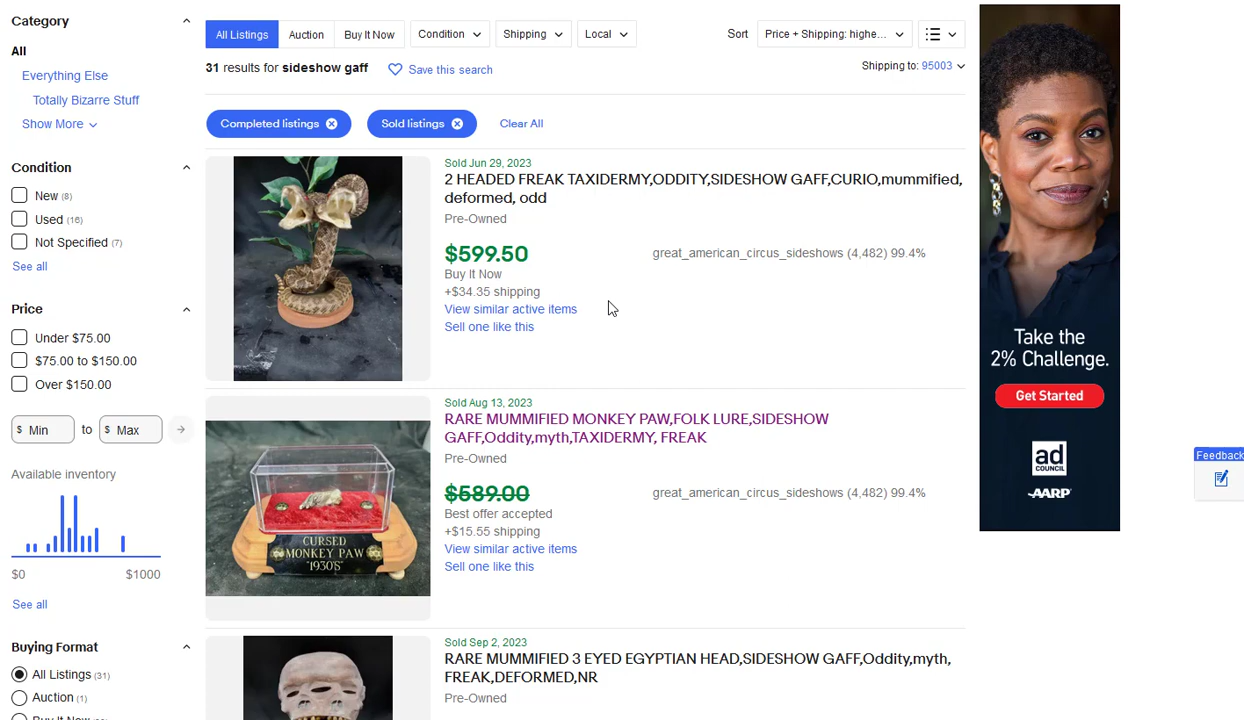 Category
All
Everything Else
Totally Bizarre Stuff
Show More
Condition
New (8)
Used (16)
Not Specified (7)
See all
Price
Under $75.00
$75.00 to $150.00
Over $150.00
$ Min to $ Max
Available inventory
$0 $1000
See all
Buying Format
All Listings (31)
Auction (1)
All Listings Auction Buy It Now Condition Shipping Local Sort Price + Shipping: highe...
31 results for sideshow gaff Save this search Shipping to: 95003
Completed listings Sold listings Clear All
Sold Jun 29, 2023
2 HEADED FREAK TAXIDERMY,ODDITY,SIDESHOW GAFF,CURIO,mummified,
deformed, odd
Pre-Owned
$599.50 great_american_circus_sideshows (4,482) 99.4%
Buy It Now
+$34.35 shipping
View similar active items
Sell one like this
CURSED
MONKEY PAW
"1930'S"
Sold Aug 13, 2023
RARE MUMMIFIED MONKEY PAW,FOLK LURE,SIDESHOW
GAFF,Oddity,myth,TAXIDERMY, FREAK
Pre-Owned
$589.00 great_american_circus_sideshows (4,482) 99.4%
Best offer accepted
+$15.55 shipping
View similar active items
Sell one like this
Sold Sep 2, 2023
RARE MUMMIFIED 3 EYED EGYPTIAN HEAD,SIDESHOW GAFF,Oddity,myth,
FREAK,DEFORMED,NR
Pre-Owned
Take the
2% Challenge.
Get Started
ad
COUNCIL
AARP
Feedback